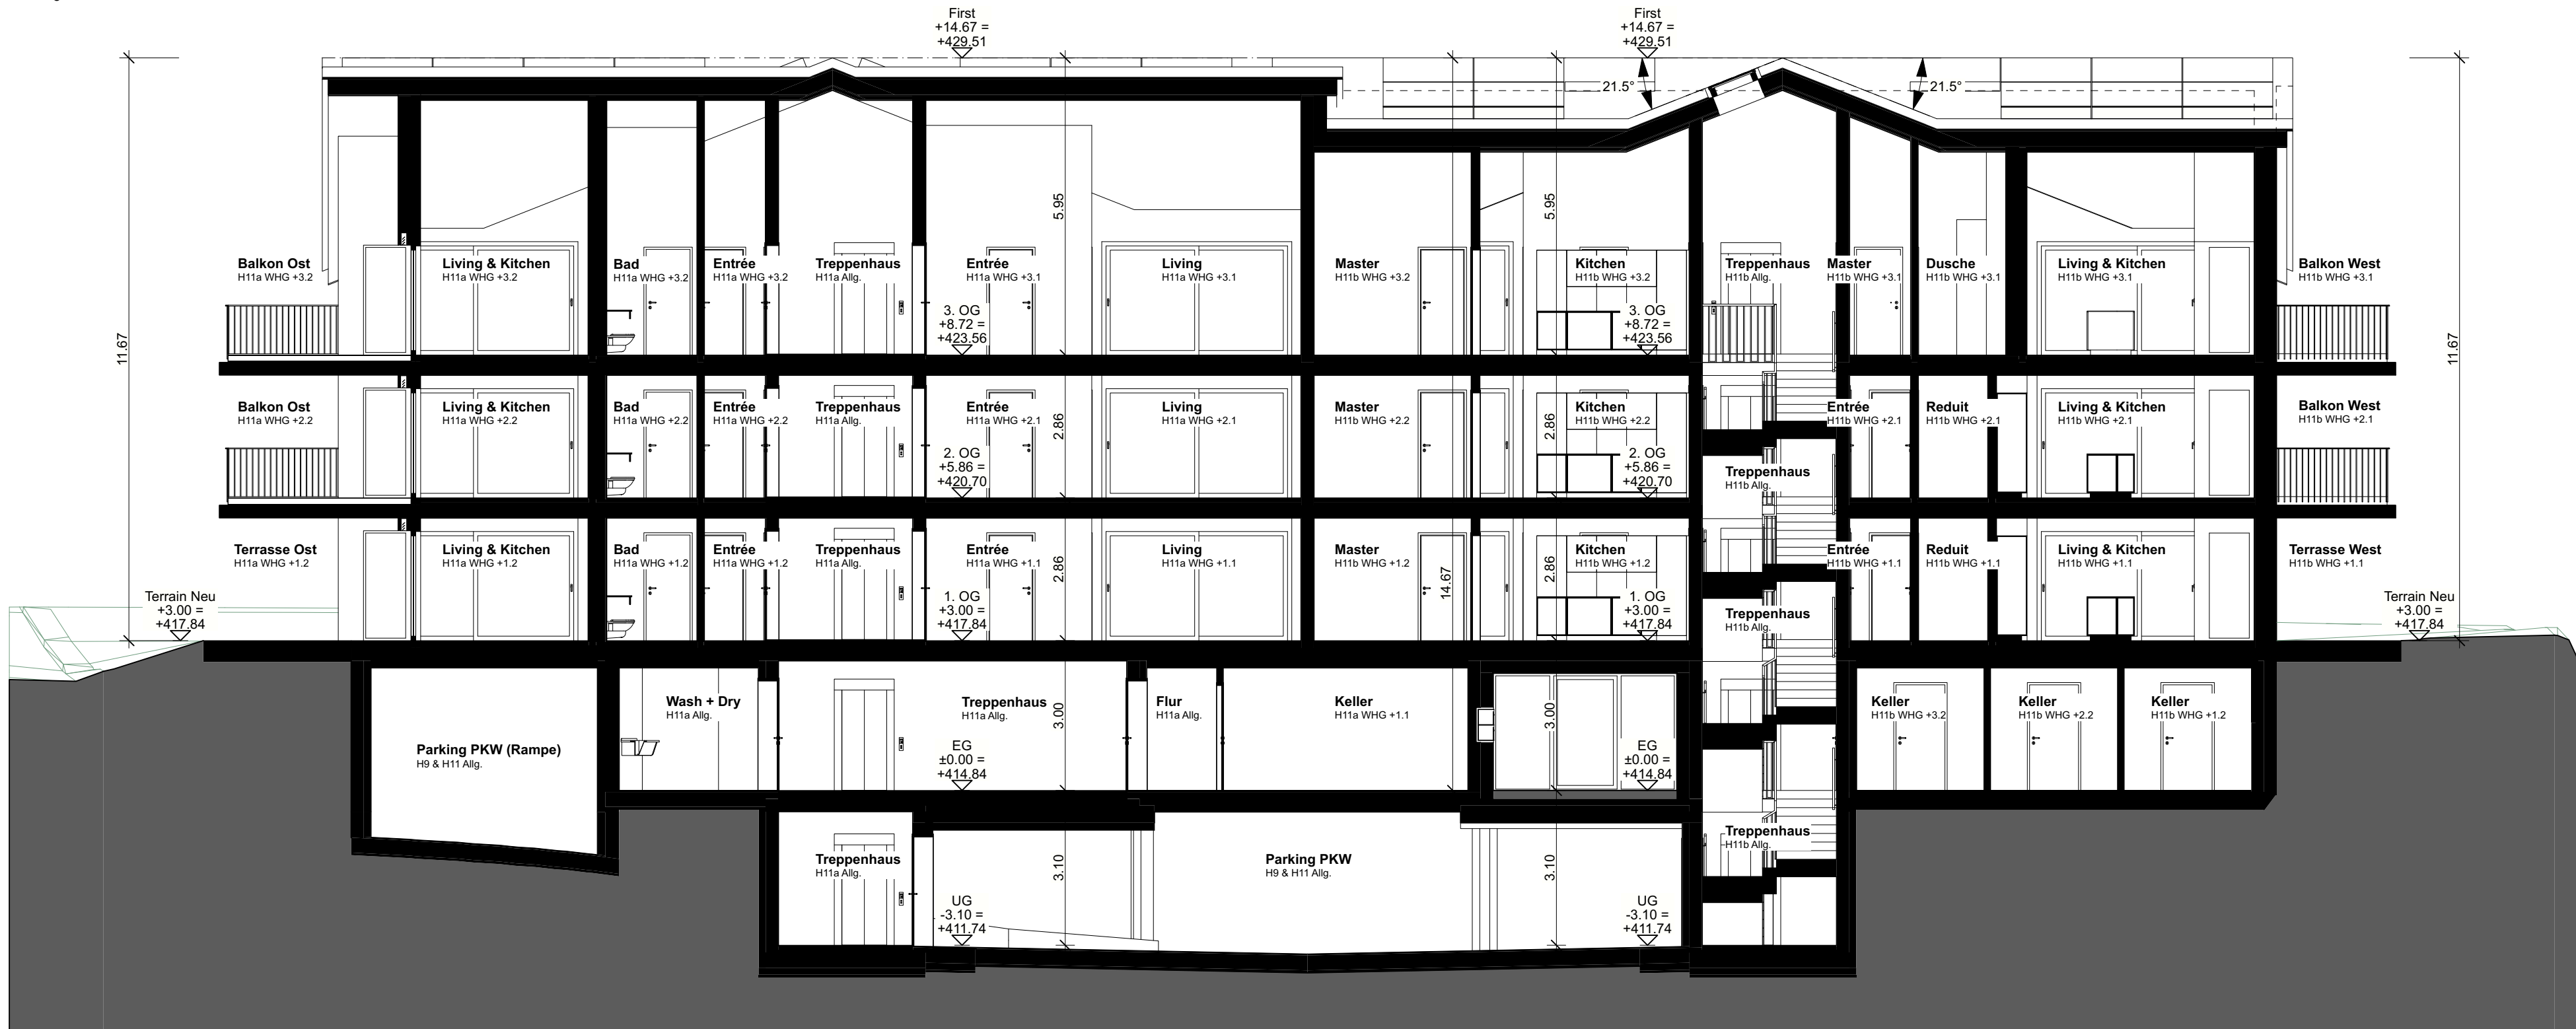 First
+14.67 =
+429.51
First
+14.67 =
+429.51
21.5°
21.5°
11.67
5.95
5.95
11.67
Balkon Ost
H11a WHG +3.2
Living & Kitchen
H11a WHG +3.2
Bad
H11a WHG +3.2
Entrée
H11a WHG +3.2
Treppenhaus
H11a Allg.
Entrée
H11a WHG +3.1
Living
H11a WHG +3.1
Master
H11b WHG +3.2
Kitchen
H11b WHG +3.2
Treppenhaus
H11b Allg.
Master
H11b WHG +3.1
Dusche
H11b WHG +3.1
Living & Kitchen
H11b WHG +3.1
Balkon West
H11b WHG +3.1
3. OG
+8.72 =
+423.56
3. OG
+8.72 =
+423.56
Balkon Ost
H11a WHG +2.2
Living & Kitchen
H11a WHG +2.2
Bad
H11a WHG +2.2
Entrée
H11a WHG +2.2
Treppenhaus
H11a Allg.
Entrée
H11a WHG +2.1
2.86
Living
H11a WHG +2.1
Master
H11b WHG +2.2
2.86
Kitchen
H11b WHG +2.2
Entrée
H11b WHG +2.1
Reduit
H11b WHG +2.1
Living & Kitchen
H11b WHG +2.1
Balkon West
H11b WHG +2.1
2. OG
+5.86 =
+420.70
2. OG
+5.86 =
+420.70
Treppenhaus
H11b Allg.
Terrasse Ost
H11a WHG +1.2
Living & Kitchen
H11a WHG +1.2
Bad
H11a WHG +1.2
Entrée
H11a WHG +1.2
Treppenhaus
H11a Allg.
Entrée
H11a WHG +1.1
2.86
Living
H11a WHG +1.1
Master
H11b WHG +1.2
14.67
2.86
Kitchen
H11b WHG +1.2
Entrée
H11b WHG +1.1
Reduit
H11b WHG +1.1
Living & Kitchen
H11b WHG +1.1
Terrasse West
H11b WHG +1.1
Terrain Neu
+3.00 =
+417.84
1. OG
+3.00 =
+417.84
1. OG
+3.00 =
+417.84
Treppenhaus
H11b Allg.
Terrain Neu
+3.00 =
+417.84
Wash + Dry
H11a Allg.
Treppenhaus
H11a Allg.
3.00
Flur
H11a Allg.
Keller
H11a WHG +1.1
3.00
Keller
H11b WHG +3.2
Keller
H11b WHG +2.2
Keller
H11b WHG +1.2
Parking PKW (Rampe)
H9 & H11 Allg.
EG
±0.00 =
+414.84
EG
±0.00 =
+414.84
Treppenhaus
H11b Allg.
Treppenhaus
H11a Allg.
3.10
Parking PKW
H9 & H11 Allg.
3.10
UG
-3.10 =
+411.74
UG
-3.10 =
+411.74